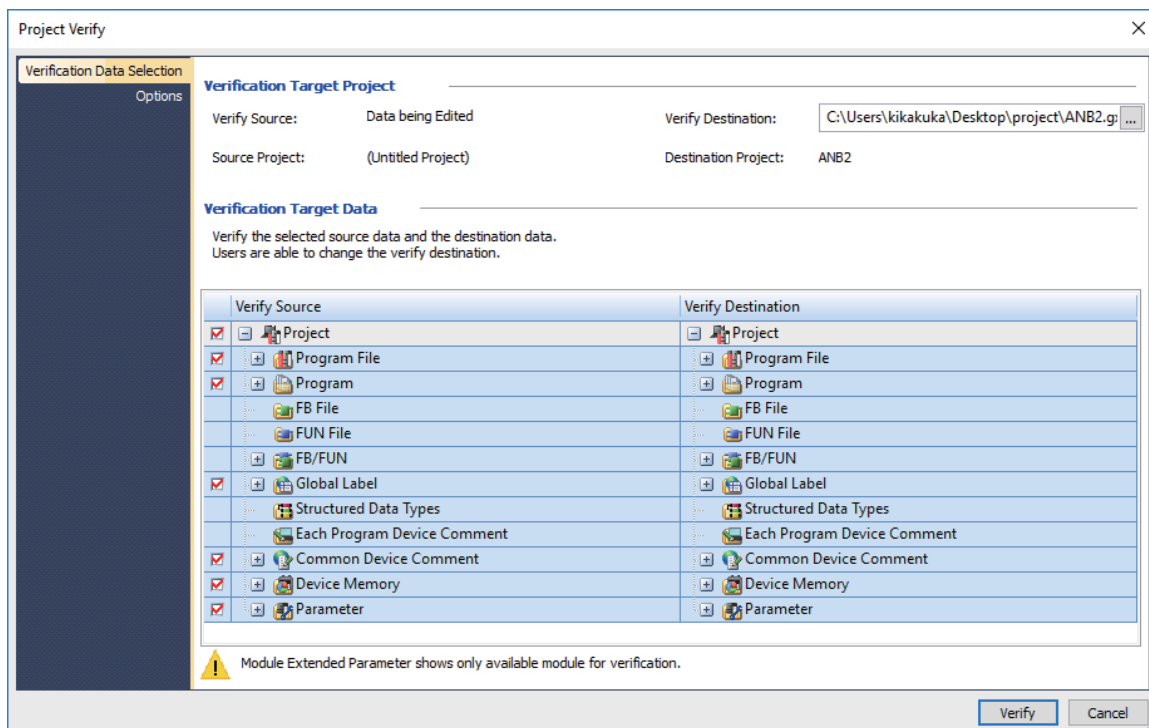 Project Verify
Verification Data Selection
Options
Verification Target Project
Verify Source: Data being Edited Verify Destination: C:\Users\kikakuka\Desktop\project\ANB2.g ...
Source Project: (Untitled Project) Destination Project: ANB2
Verification Target Data
Verify the selected source data and the destination data.
Users are able to change the verify destination.
Verify Source Verify Destination
Project Project
Program File Program File
Program Program
FB File FB File
FUN File FUN File
FB/FUN FB/FUN
Global Label Global Label
Structured Data Types Structured Data Types
Each Program Device Comment Each Program Device Comment
Common Device Comment Common Device Comment
Device Memory Device Memory
Parameter Parameter
Module Extended Parameter shows only available module for verification.
Verify Cancel